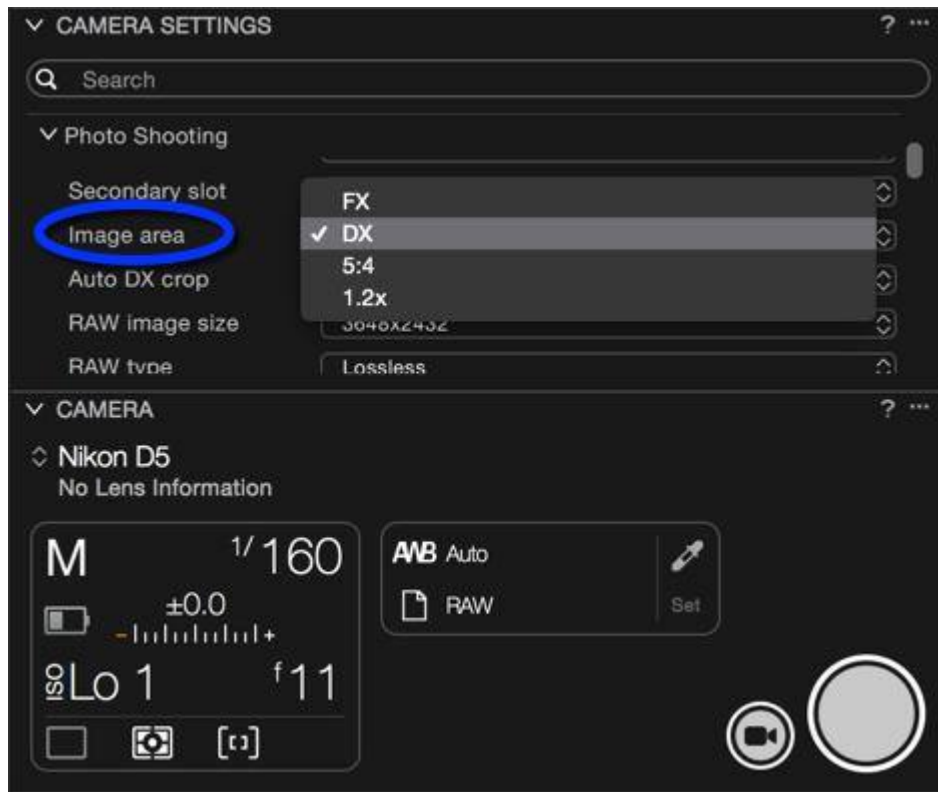 CAMERA SETTINGS ? ...
Search
Photo Shooting
Secondary slot
FX
Image area
✓ DX
Auto DX crop
5:4
1.2x
RAW image size 3648x2432
RAW type Lossless
CAMERA ? ...
Nikon D5
No Lens Information
M 1/160
AWB Auto
±0.0
RAW
Set
- +
ISO Lo 1 f 11